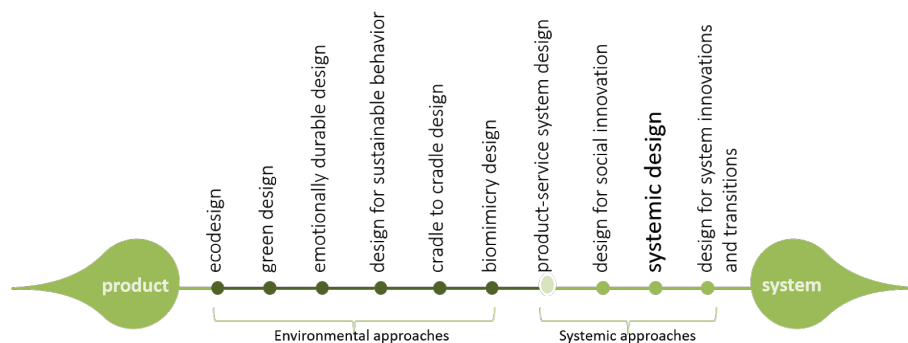 product
ecodesign
green design
emotionally durable design
design for sustainable behavior
cradle to cradle design
biomimicry design
product-service system design
design for social innovation
systemic design
design for system innovations
and transitions
system
Environmental approaches
Systemic approaches